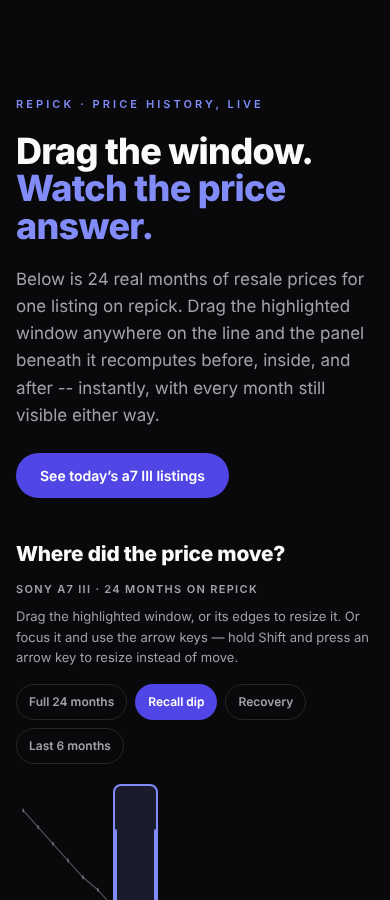 REPICK · PRICE HISTORY, LIVE
Drag the window.
Watch the price
answer.
Below is 24 real months of resale prices for
one listing on repick. Drag the highlighted
window anywhere on the line and the panel
beneath it recomputes before, inside, and
after -- instantly, with every month still
visible either way.
See today’s a7 III listings
Where did the price move?
SONY A7 III · 24 MONTHS ON REPICK
Drag the highlighted window, or its edges to resize it. Or
focus it and use the arrow keys — hold Shift and press an
arrow key to resize instead of move.
Full 24 months
Recall dip
Recovery
Last 6 months